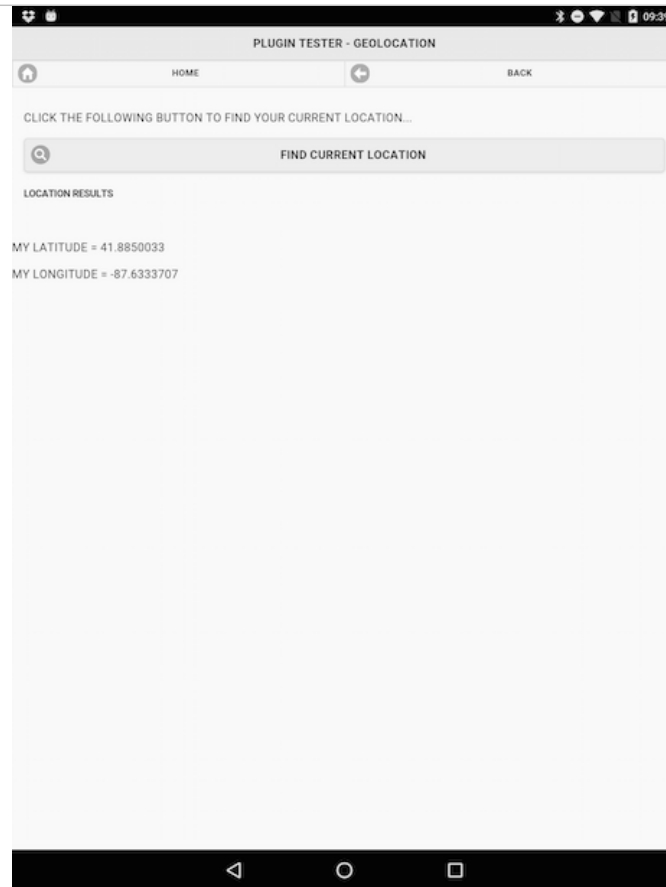 09:39
PLUGIN TESTER - GEOLOCATION
HOME
BACK
CLICK THE FOLLOWING BUTTON TO FIND YOUR CURRENT LOCATION...
FIND CURRENT LOCATION
LOCATION RESULTS
MY LATITUDE = 41.8850033
MY LONGITUDE = -87.6333707